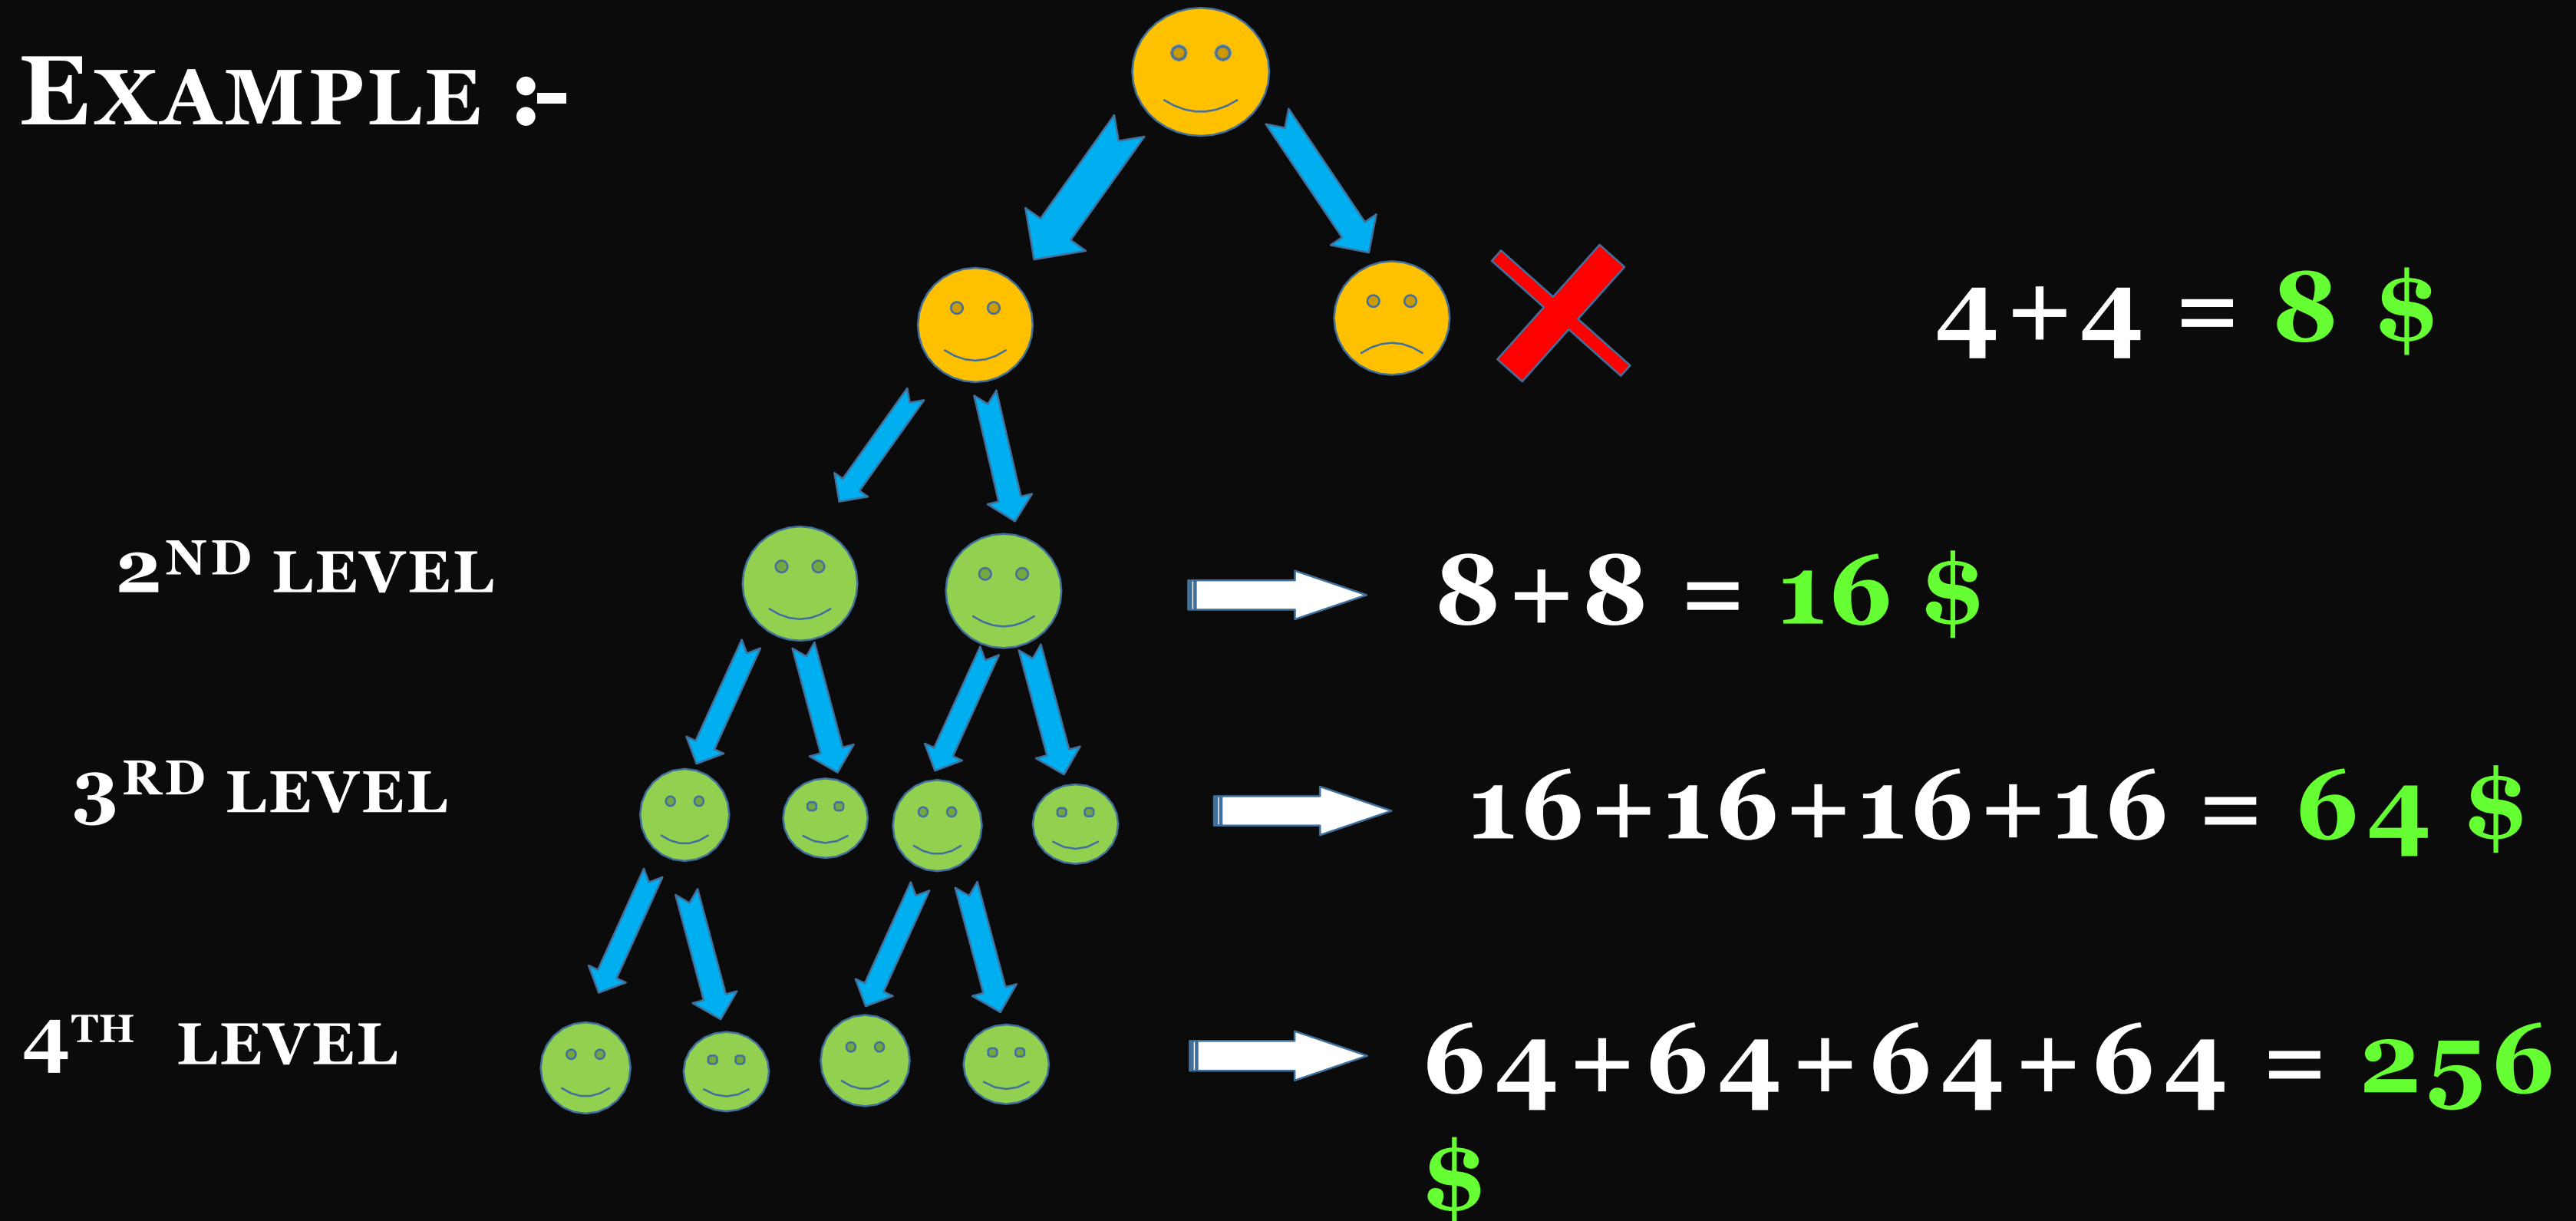 EXAMPLE :-
4+4 = 8 $
2ND LEVEL
8+8 = 16 $
3RD LEVEL
16+16+16+16 = 64 $
4TH LEVEL
64+64+64+64 = 256
$